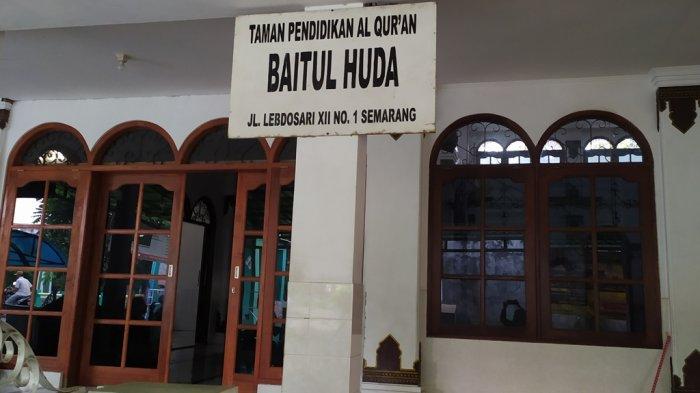 TAMAN PENDIDIKAN AL QUR'AN
BAITUL HUDA
JL. LEBDOSARI XII NO. 1 SEMARANG